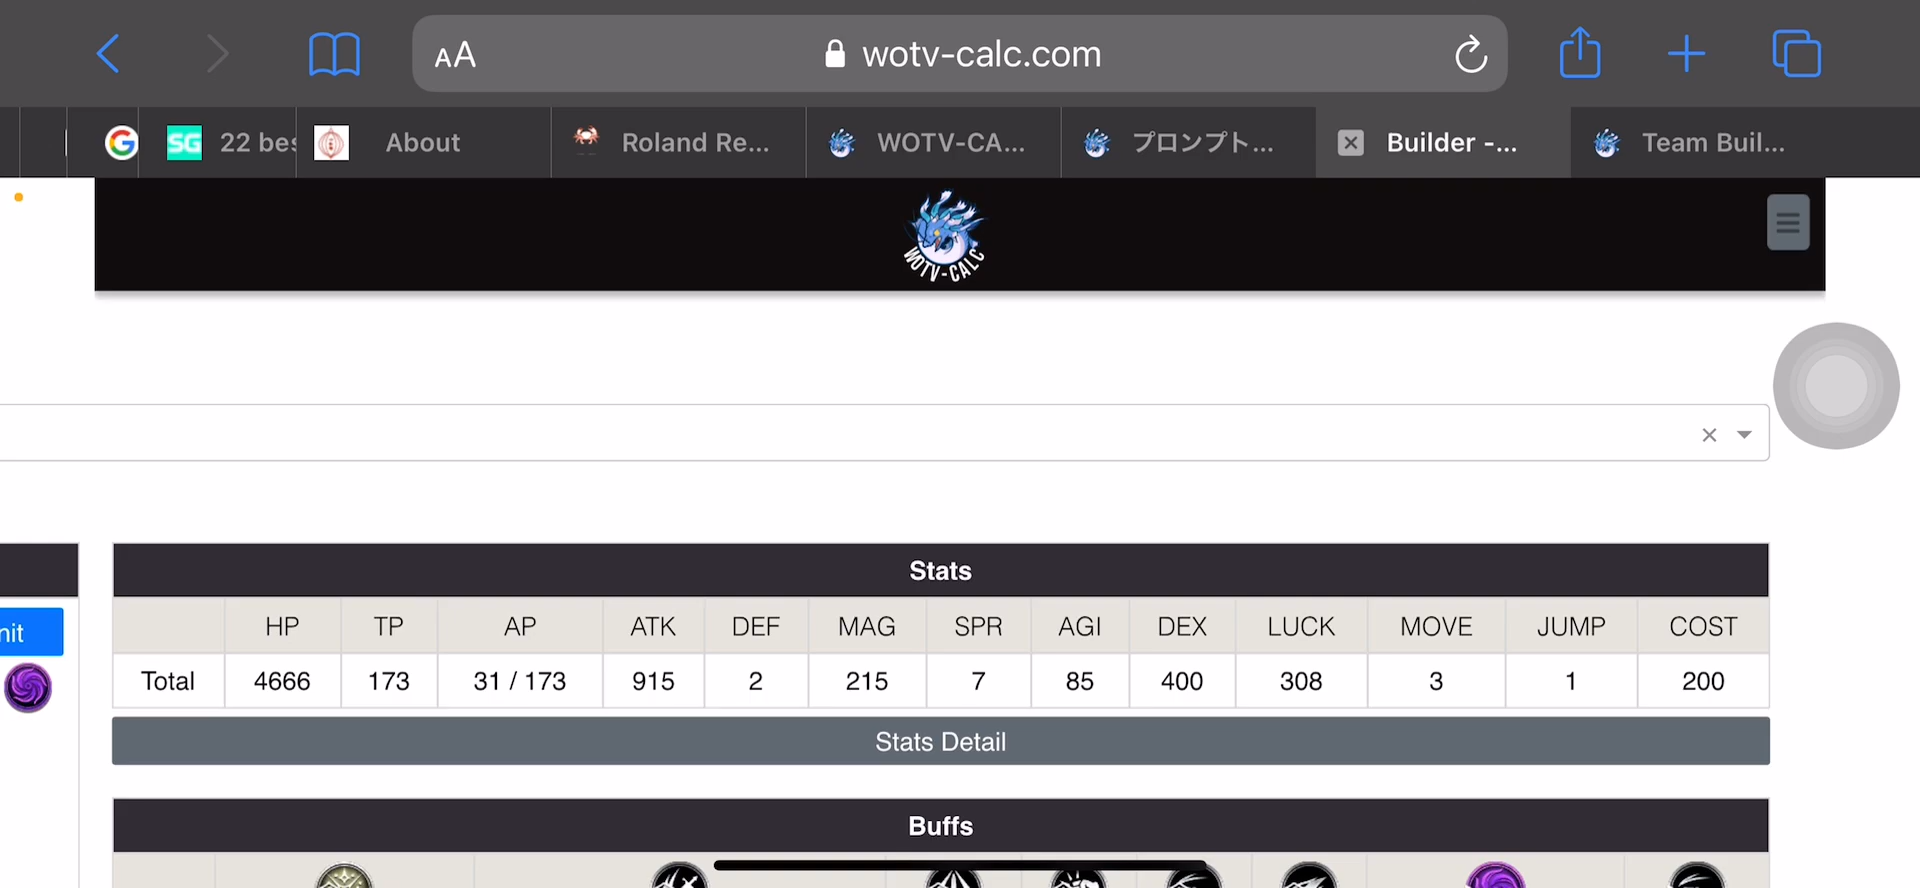 AA wotv-calc.com
22 bes About Roland Re... WOTV-CA... プロンプト... Builder -... Team Buil...
WOTV-CALC
Stats
nit
HP TP AP ATK DEF MAG SPR AGI DEX LUCK MOVE JUMP COST
Total 4666 173 31 / 173 915 2 215 7 85 400 308 3 1 200
Stats Detail
Buffs